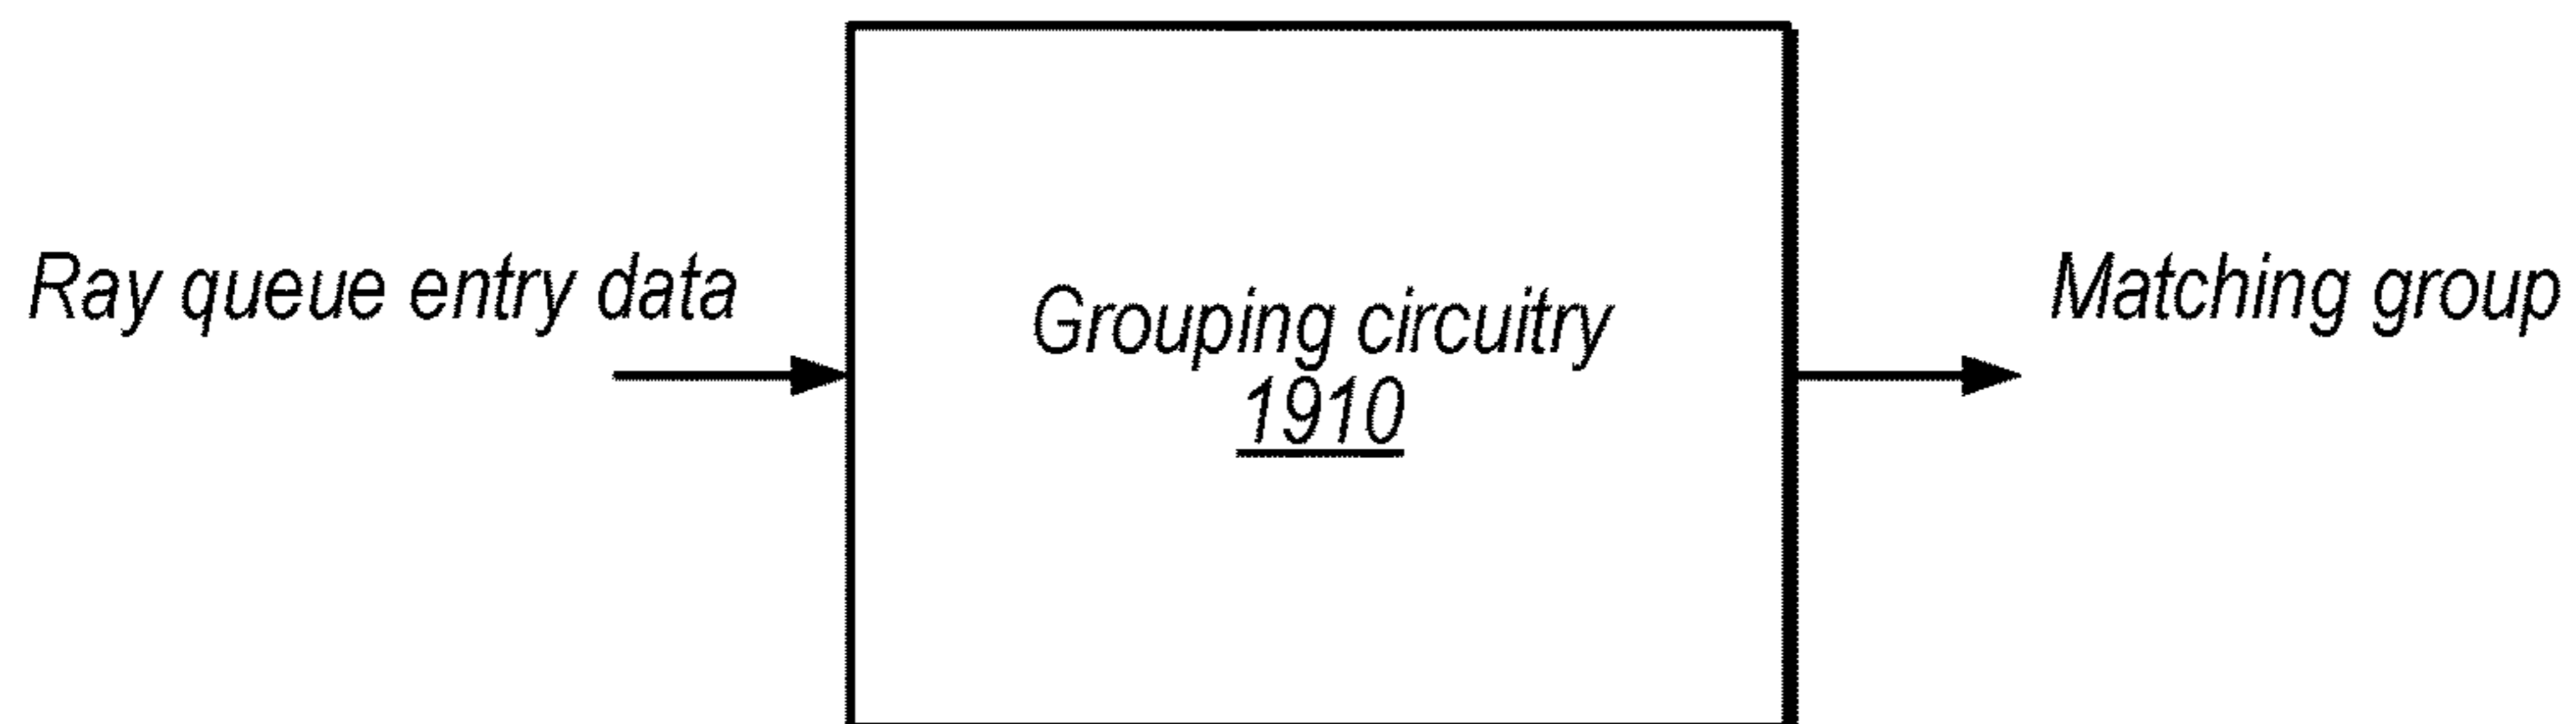 Ray queue entry data
Grouping circuitry
1910
Matching group